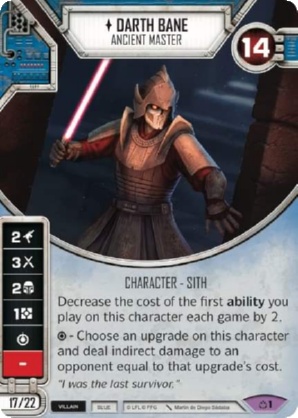 DARTH BANE
ANCIENT MASTER
14
2
3
2
1
-
CHARACTER - SITH
Decrease the cost of the first ability you
play on this character each game by 2.
- Choose an upgrade on this character
and deal indirect damage to an
opponent equal to that upgrade's cost.
"I was the last survivor."
17/22
VILLAIN
BLUE
© LFL © FFG
1